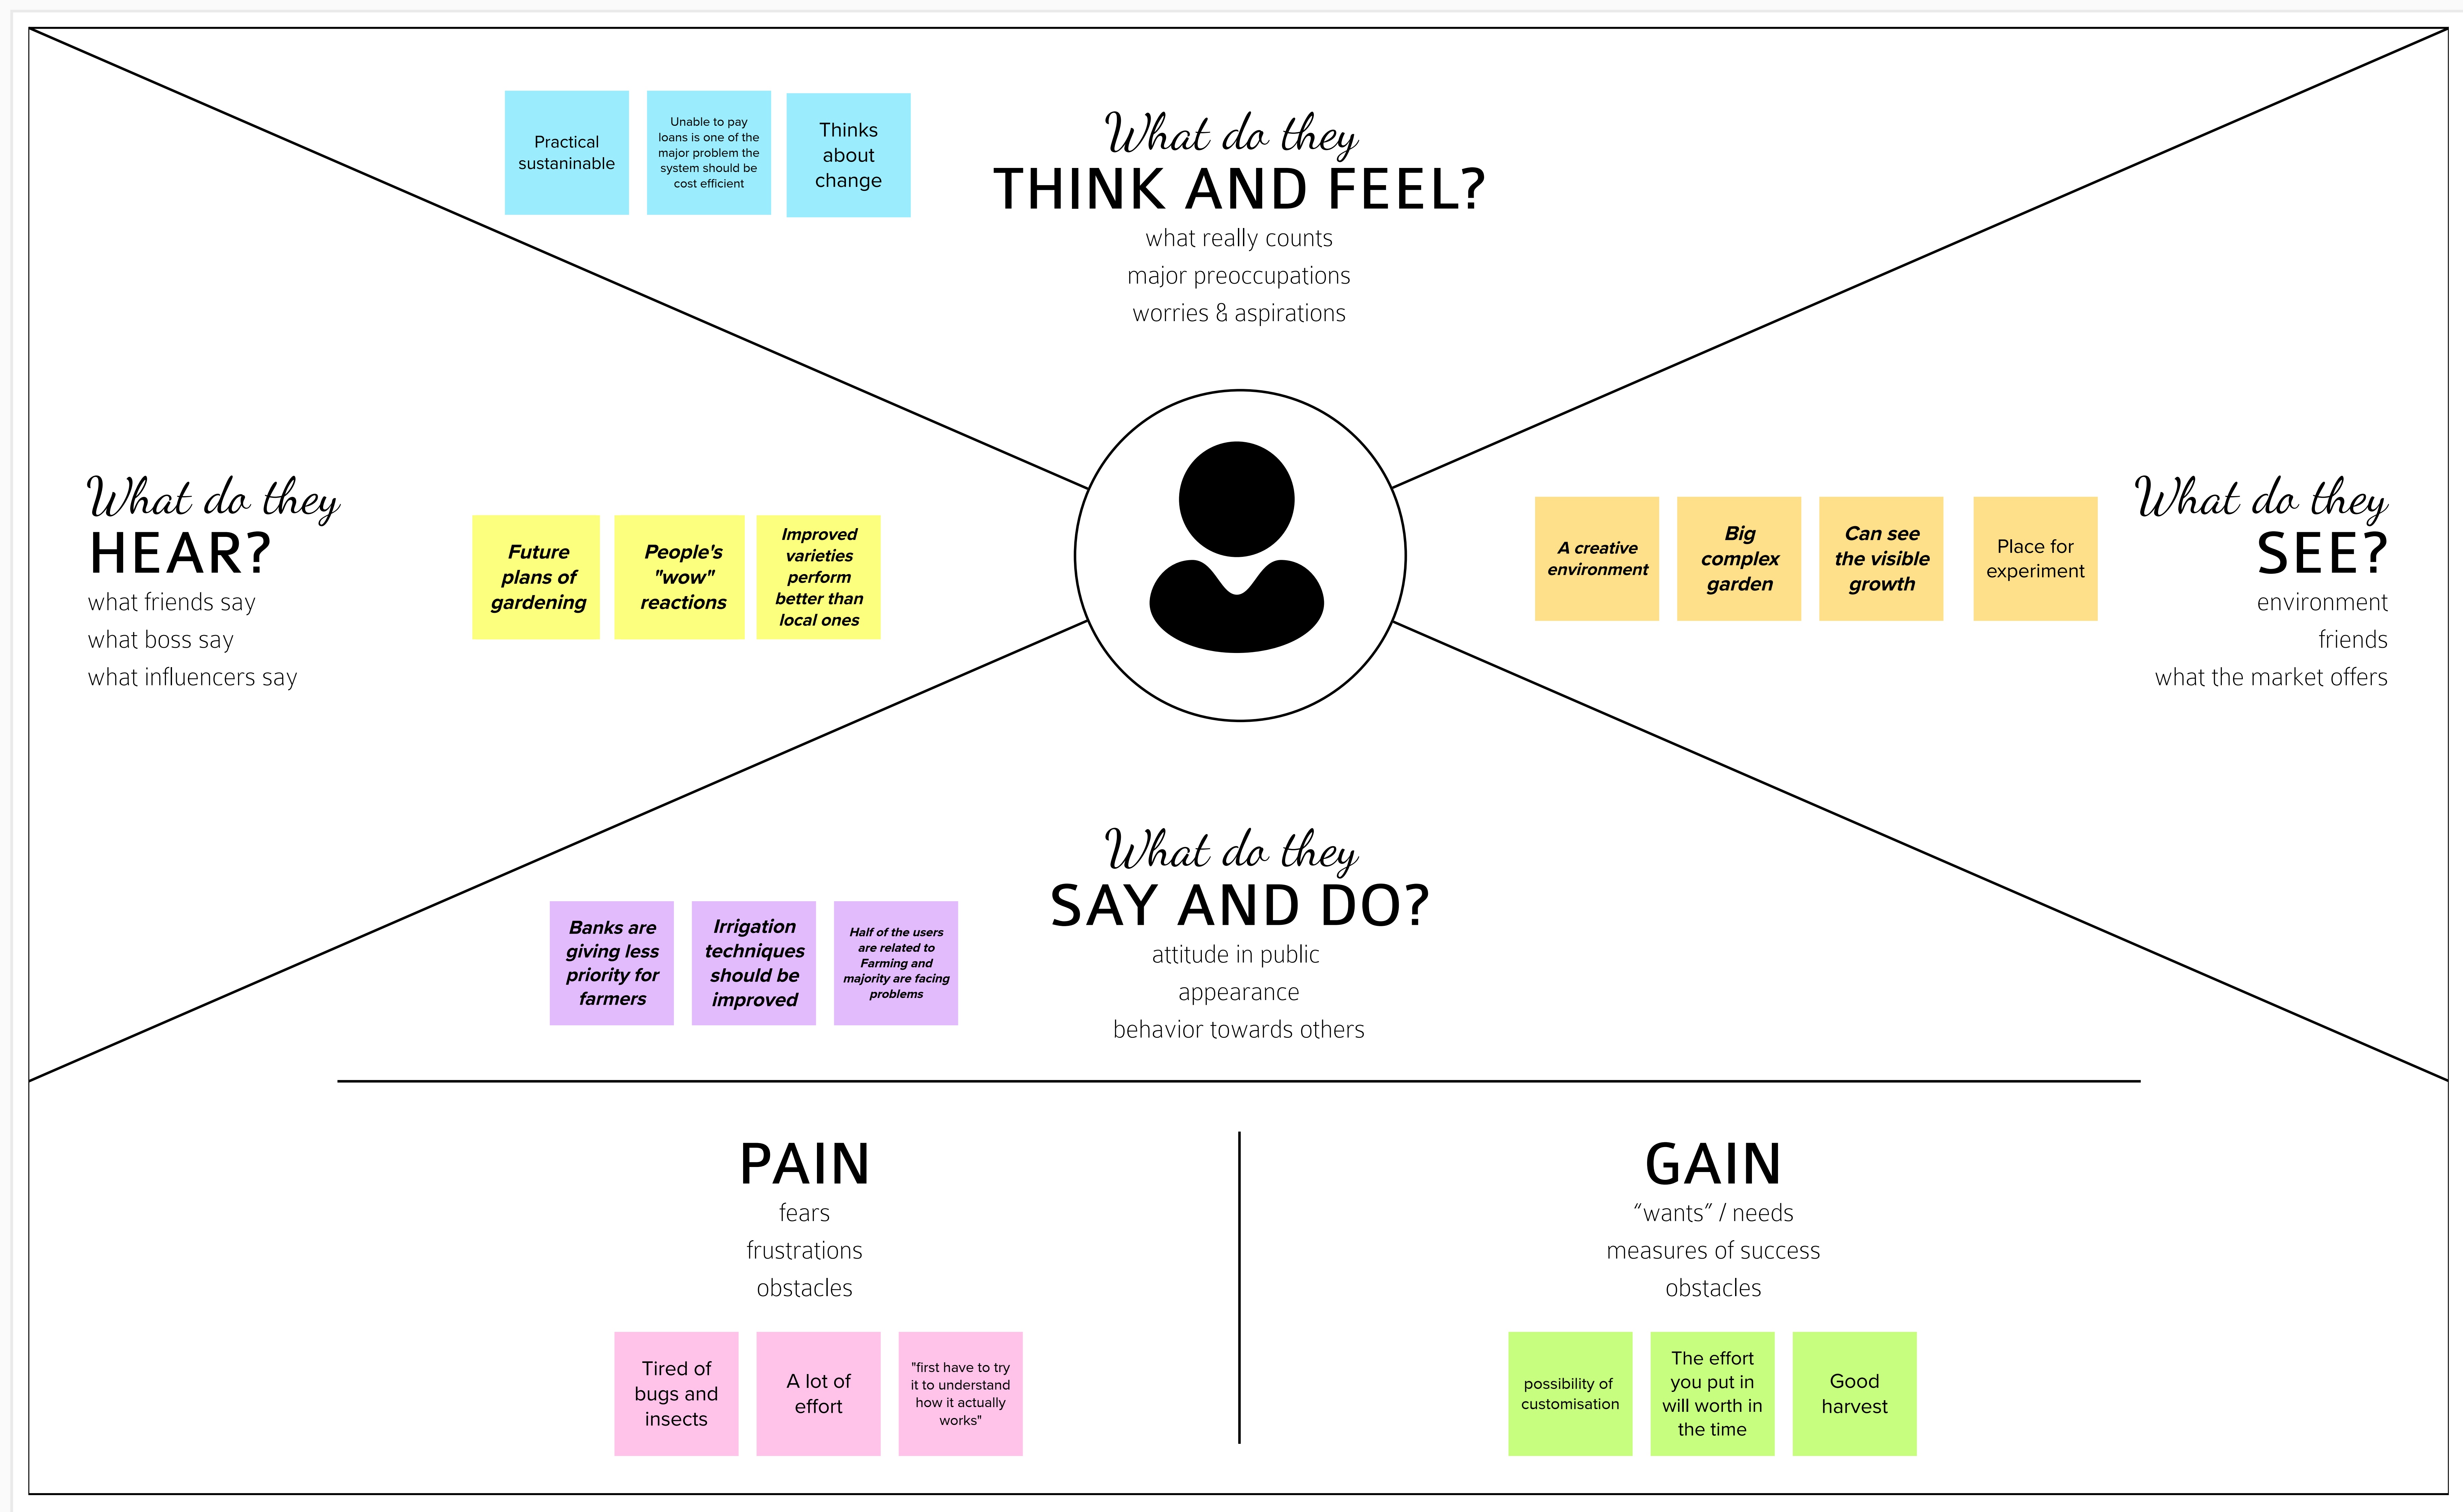 Practical
sustaninable
Unable to pay
loans is one of the
major problem the
system should be
cost efficient
Thinks
about
change
What do they
THINK AND FEEL?
what really counts
major preoccupations
worries & aspirations
What do they
HEAR?
what friends say
what boss say
what influencers say
Future
plans of
gardening
People's
"wow"
reactions
Improved
varieties
perform
better than
local ones
A creative
environment
Big
complex
garden
Can see
the visible
growth
Place for
experiment
What do they
SEE?
environment
friends
what the market offers
Banks are
giving less
priority for
farmers
Irrigation
techniques
should be
improved
Half of the users
are related to
Farming and
majority are facing
problems
What do they
SAY AND DO?
attitude in public
appearance
behavior towards others
PAIN
fears
frustrations
obstacles
Tired of
bugs and
insects
A lot of
effort
"first have to try
it to understand
how it actually
works"
GAIN
“wants” / needs
measures of success
obstacles
possibility of
customisation
The effort
you put in
will worth in
the time
Good
harvest